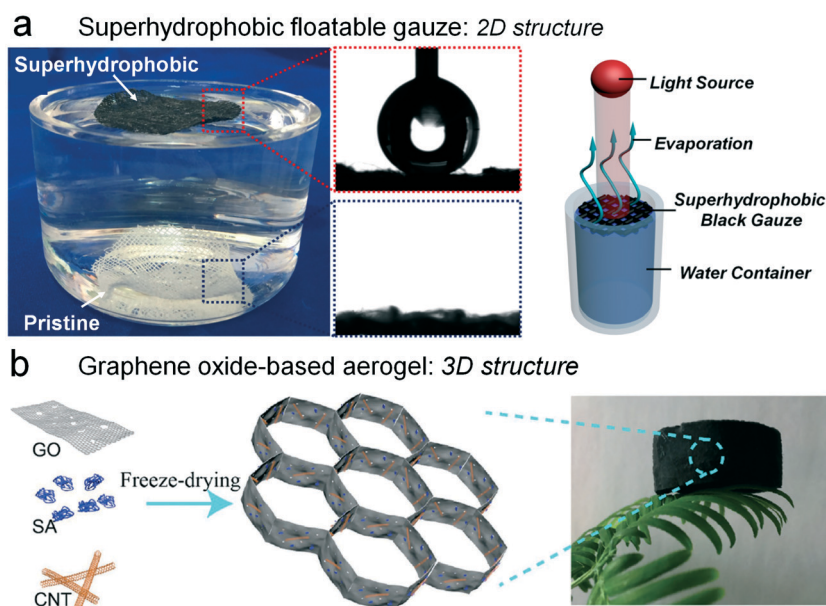 a Superhydrophobic floatable gauze: 2D structure
Superhydrophobic
Pristine
Light Source
Evaporation
Superhydrophobic
Black Gauze
Water Container
b Graphene oxide-based aerogel: 3D structure
GO
SA
CNT
Freeze-drying